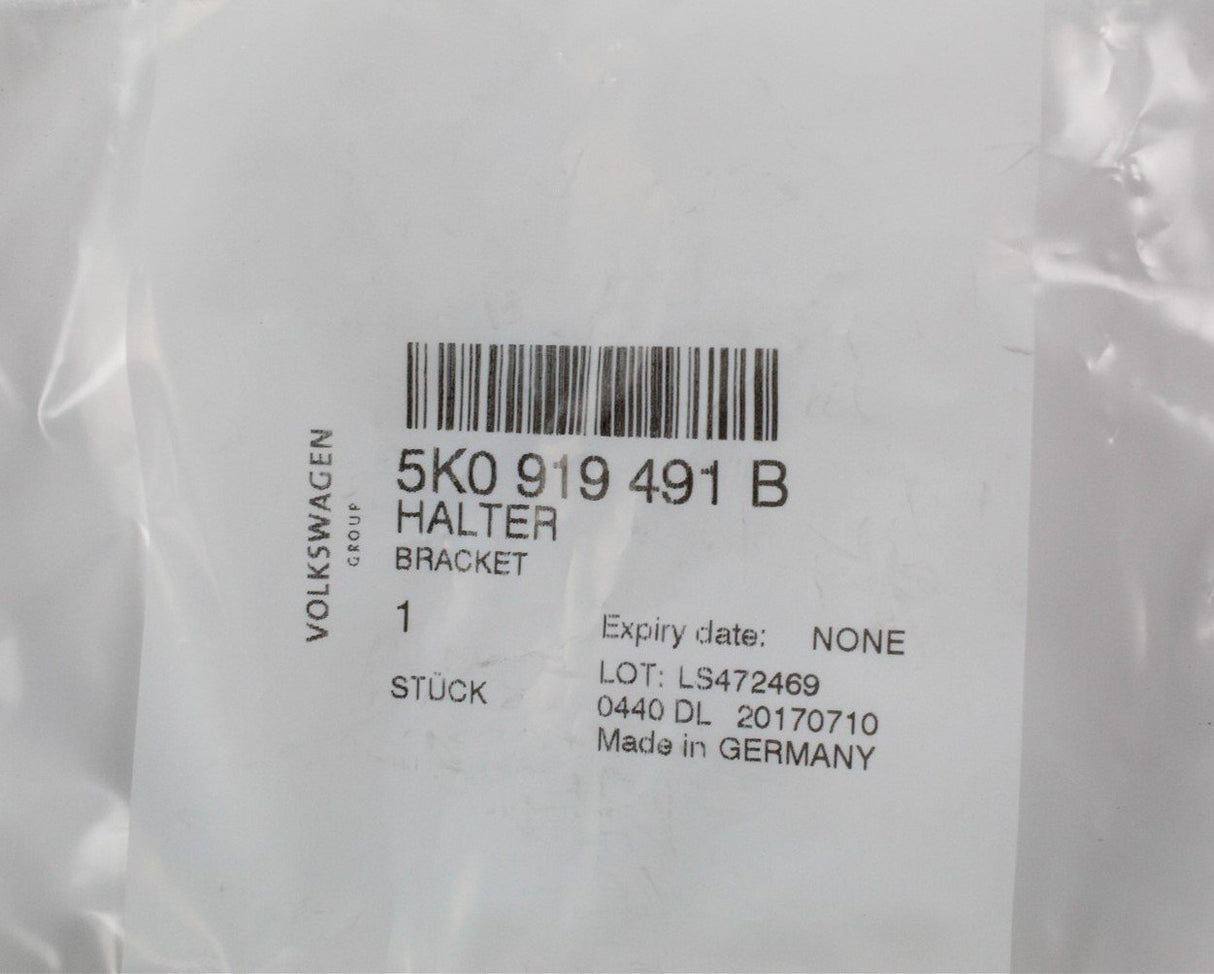 VOLKSWAGEN
GROUP
5K0 919 491 B
HALTER
BRACKET
1
STÜCK
Expiry date: NONE
LOT: LS472469
0440 DL 20170710
Made in GERMANY